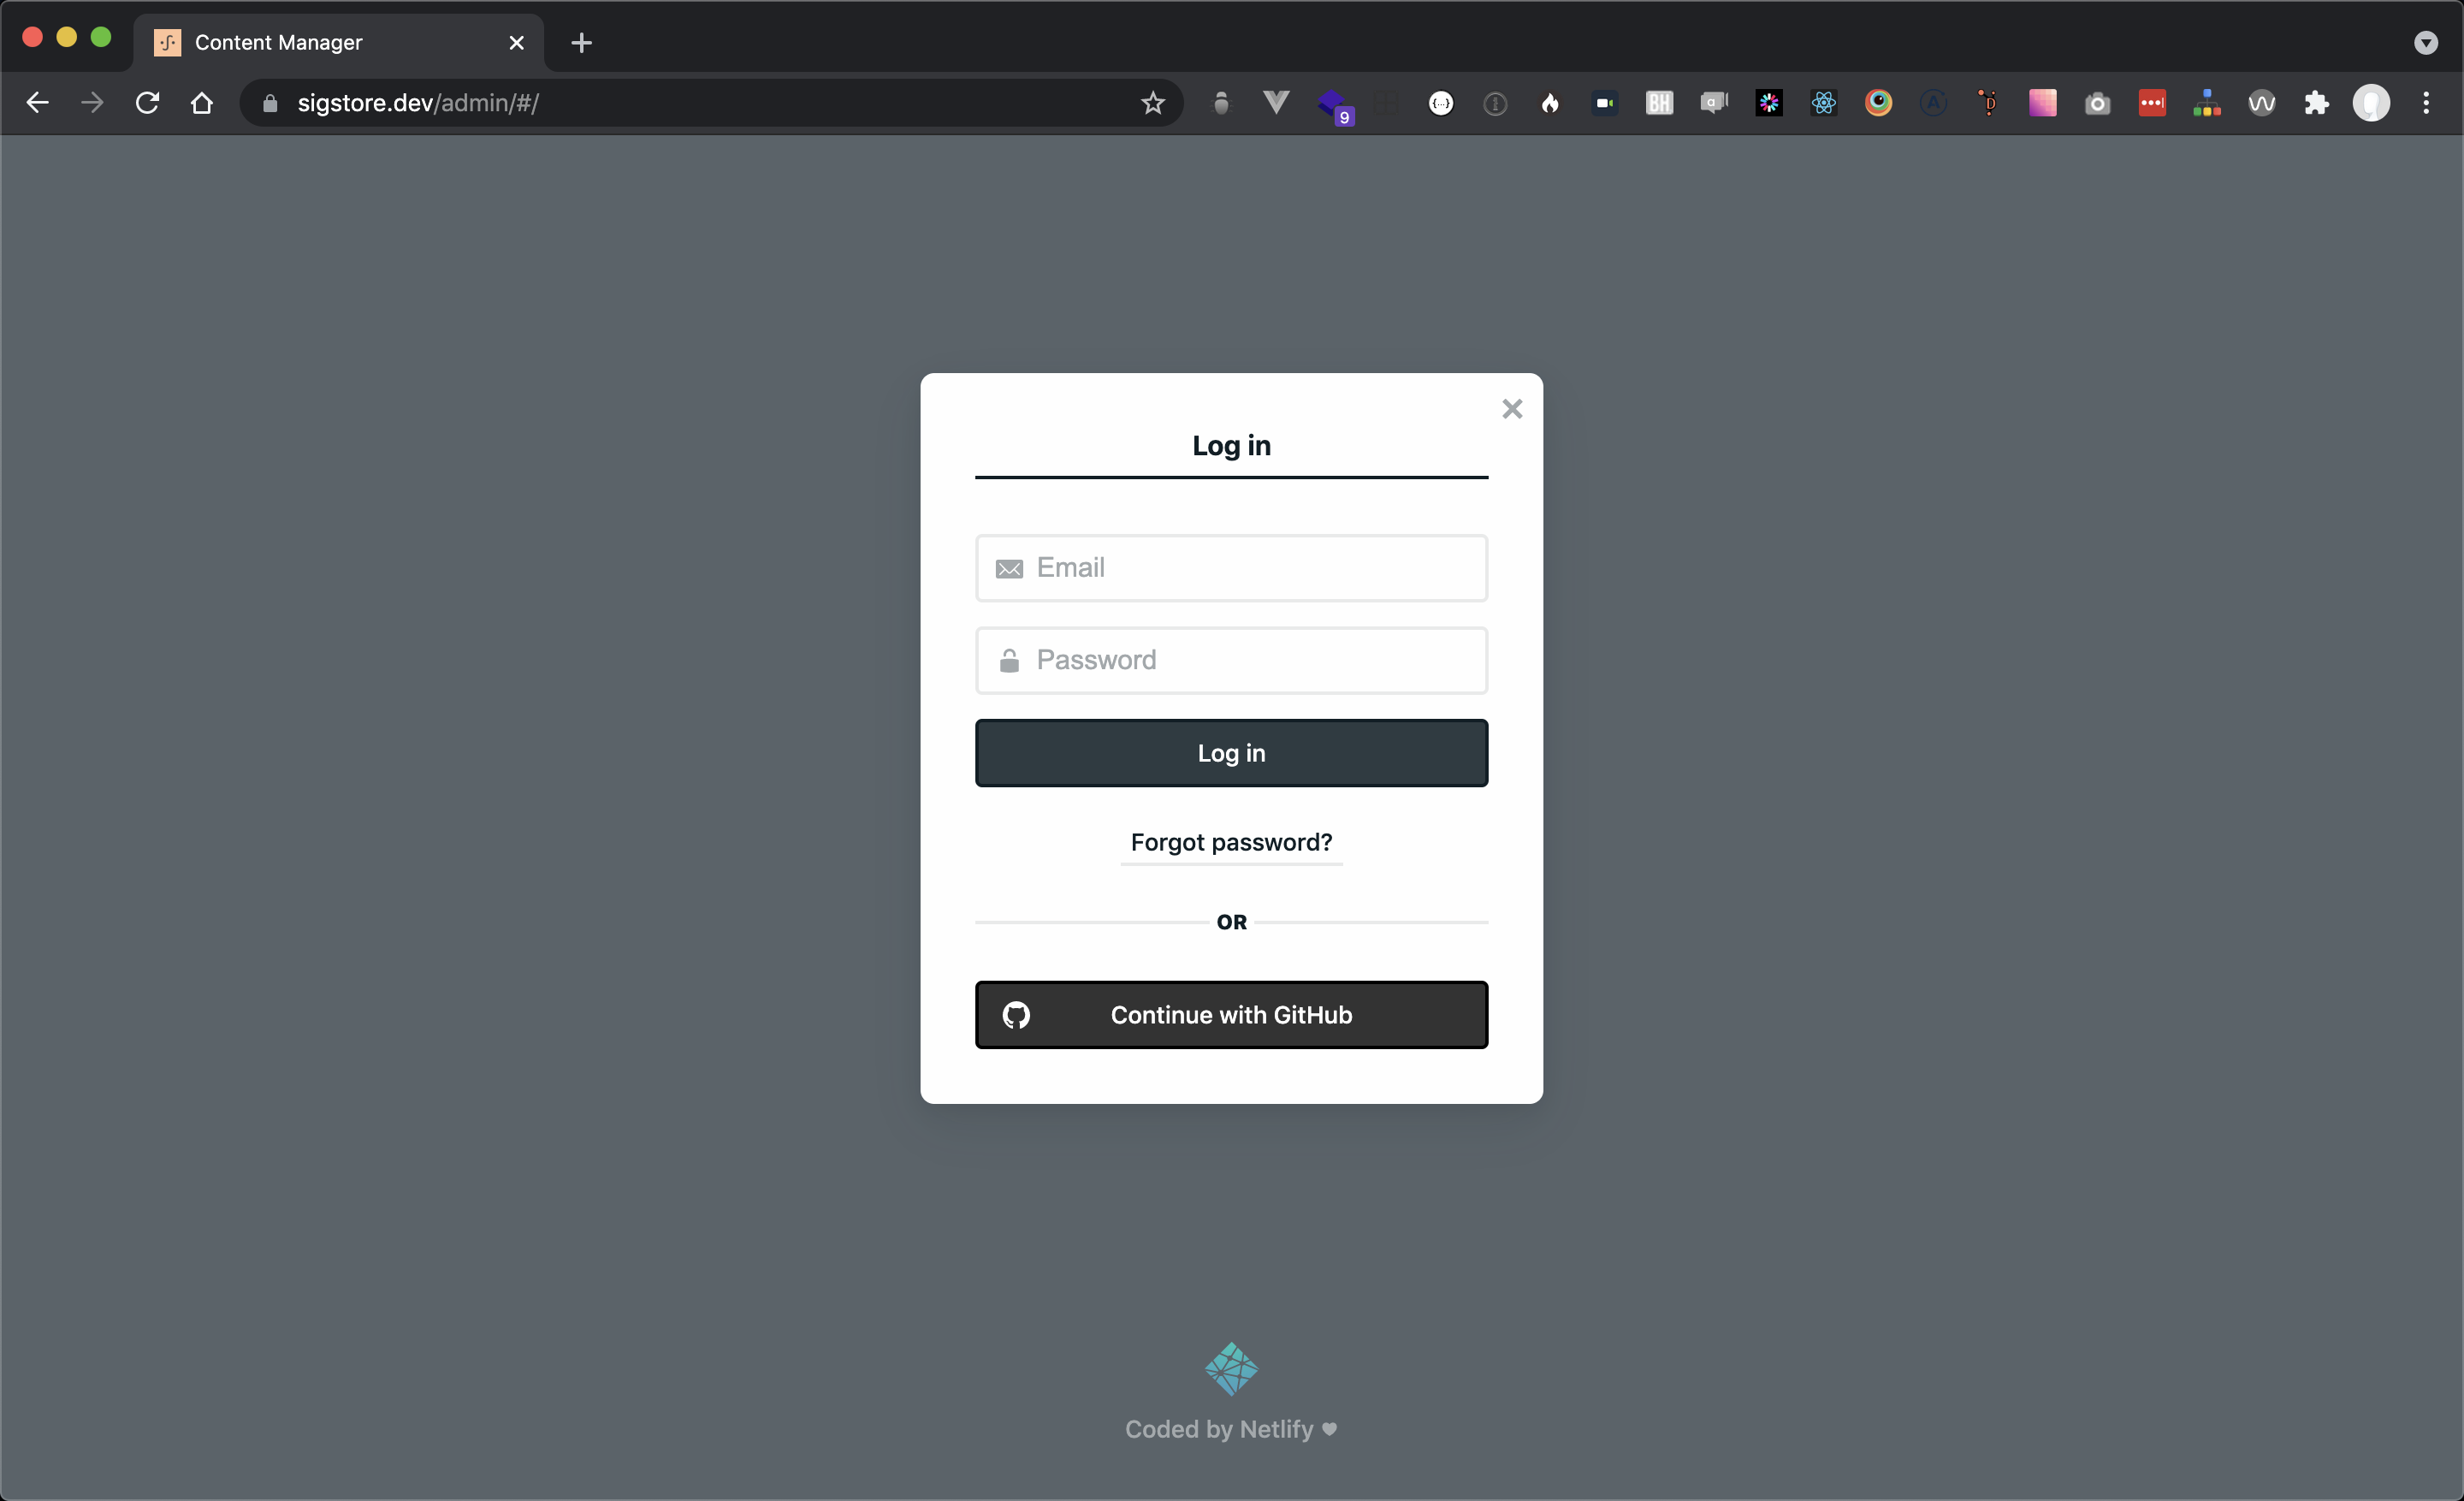 Content Manager
sigstore.dev/admin/#/
9
{...}
BH
a
A
D
Log in
Email
Password
Log in
Forgot password?
OR
Continue with GitHub
Coded by Netlify